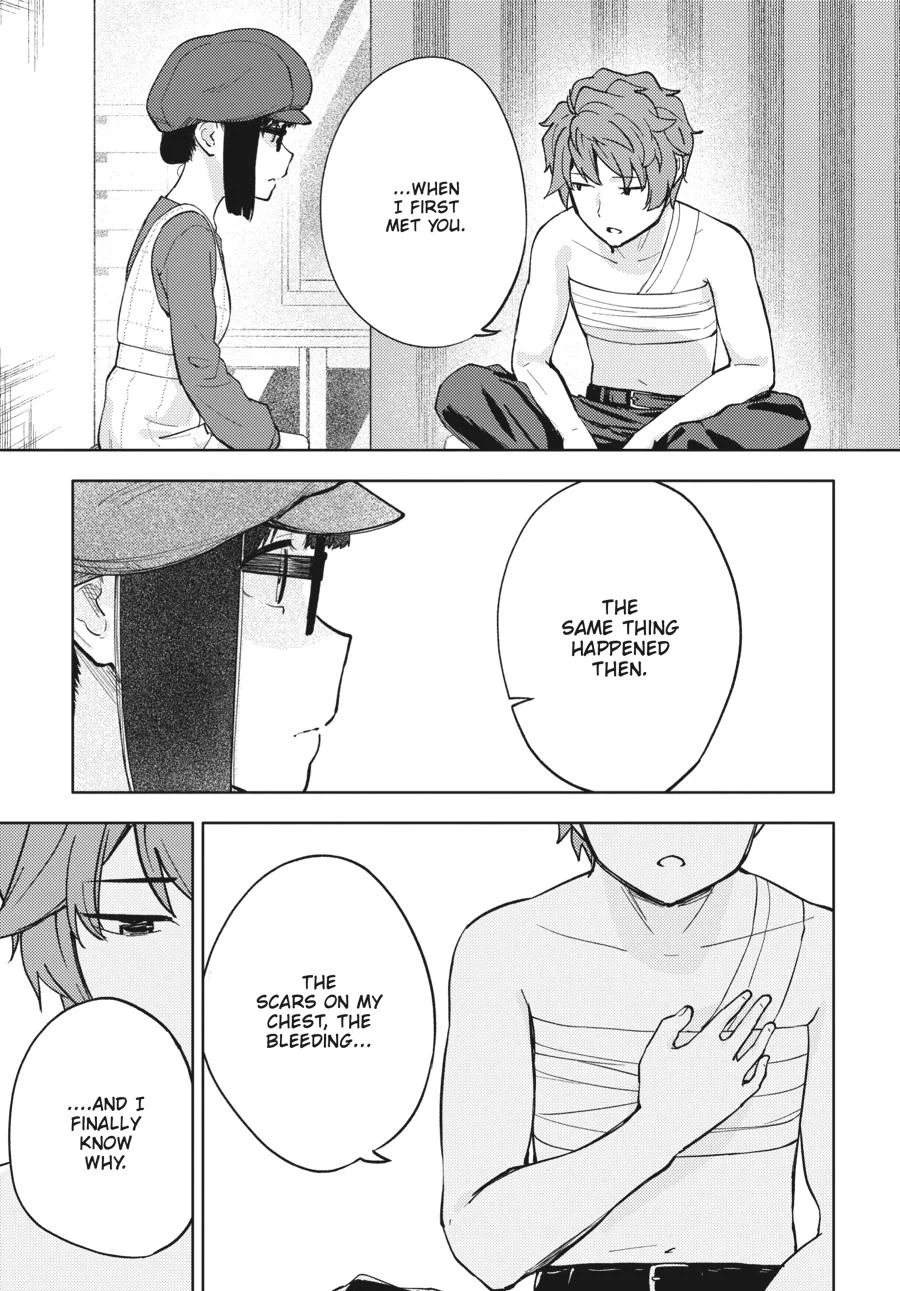 ...WHEN
I FIRST
MET YOU.
THE
SAME THING
HAPPENED
THEN.
THE
SCARS ON MY
CHEST, THE
BLEEDING...
....AND I
FINALLY
KNOW
WHY.